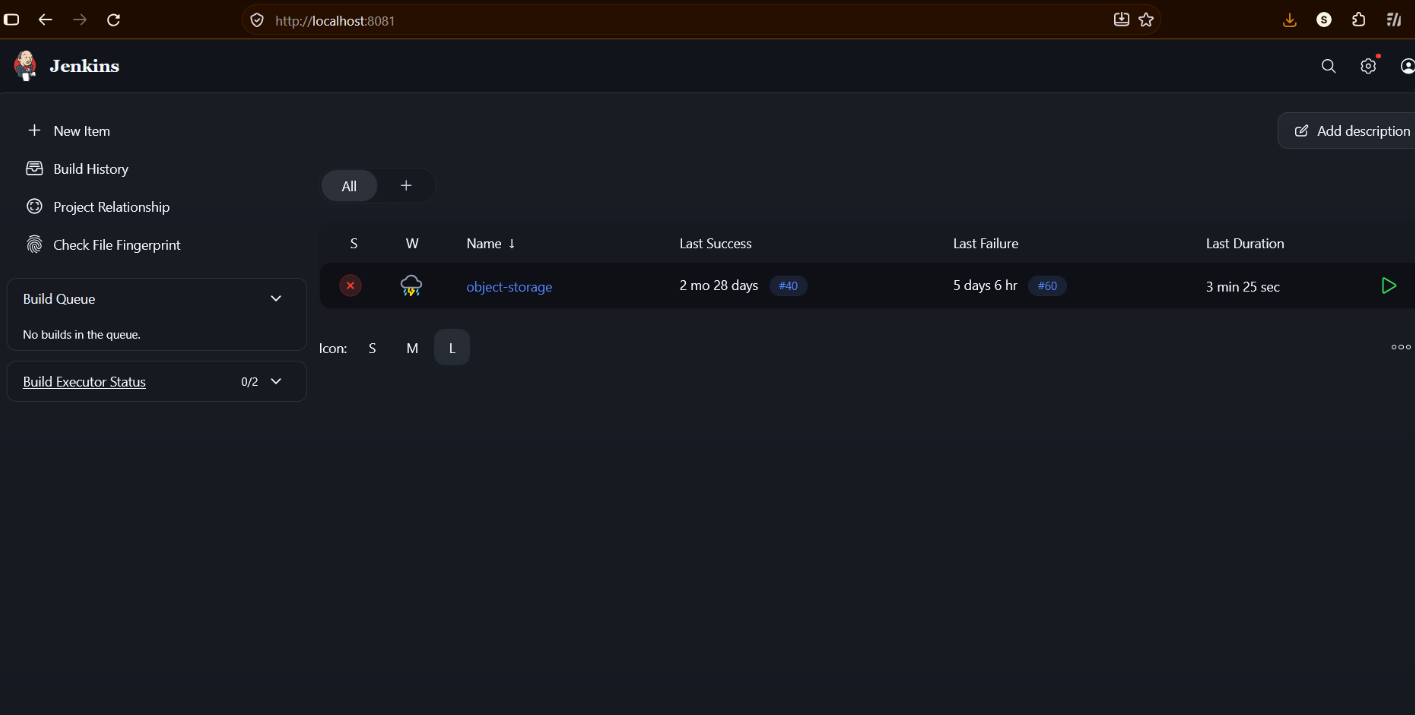 http://localhost:8081
S
Jenkins
New Item
Add description
Build History
All
Project Relationship
Check File Fingerprint
S W Name ↓ Last Success Last Failure Last Duration
object-storage 2 mo 28 days #40 5 days 6 hr #60 3 min 25 sec
Build Queue
No builds in the queue.
Icon: S M L
Build Executor Status 0/2